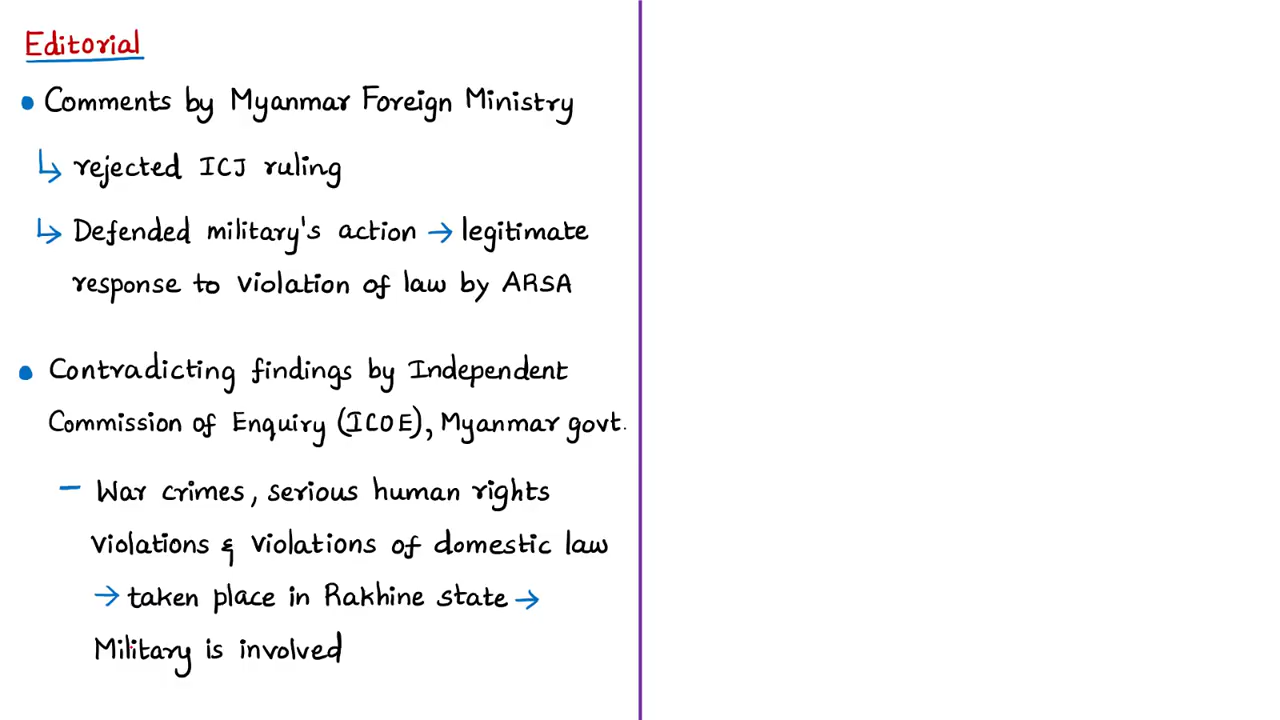 Editorial
• Comments by Myanmar Foreign Ministry
↳ rejected ICJ ruling
↳ Defended military's action → legitimate
response to violation of law by ARSA
• Contradicting findings by Independent
Commission of Enquiry (ICOE), Myanmar govt.
– War crimes, serious human rights
violations & violations of domestic law
→ taken place in Rakhine state →
Military is involved